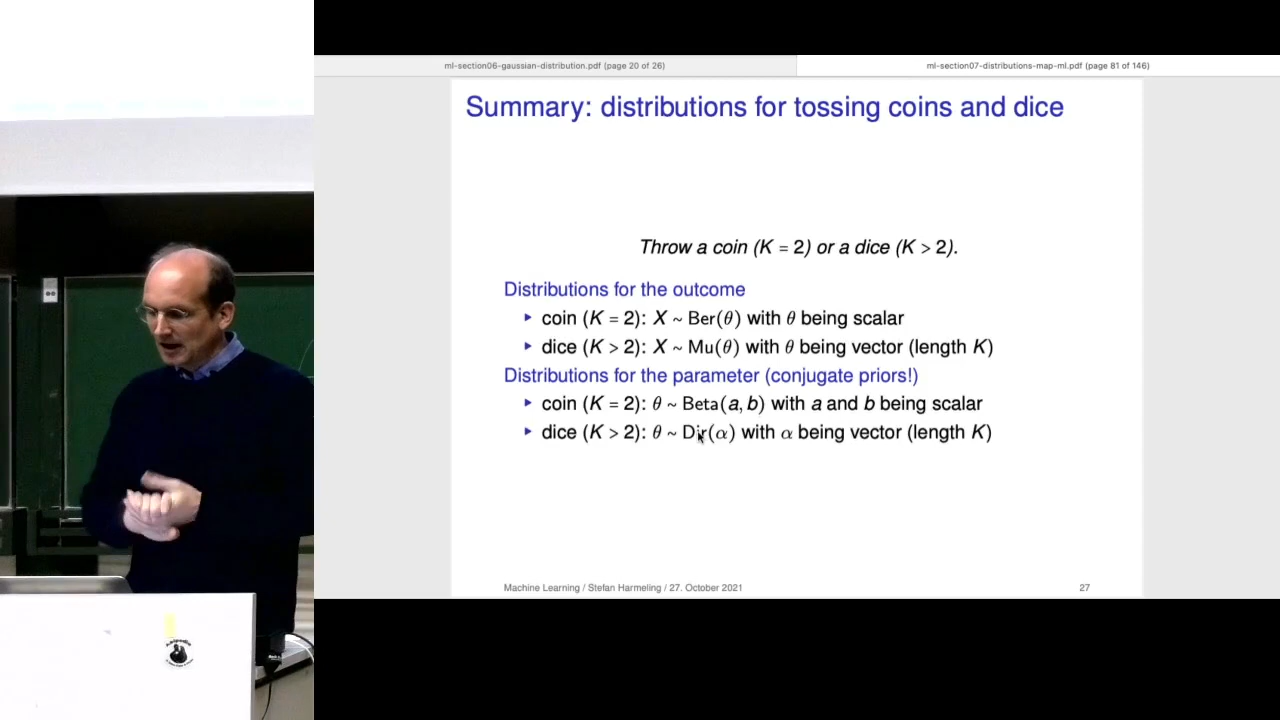 ml-section06-gaussian-distribution.pdf (page 20 of 26)
ml-section07-distributions-map-ml.pdf (page 81 of 146)
Summary: distributions for tossing coins and dice
Throw a coin (K = 2) or a dice (K > 2).
Distributions for the outcome
▸ coin (K = 2): X ~ Ber(θ) with θ being scalar
▸ dice (K > 2): X ~ Mu(θ) with θ being vector (length K)
Distributions for the parameter (conjugate priors!)
▸ coin (K = 2): θ ~ Beta(a, b) with a and b being scalar
▸ dice (K > 2): θ ~ Dir(α) with α being vector (length K)
Machine Learning / Stefan Harmeling / 27. October 2021
27